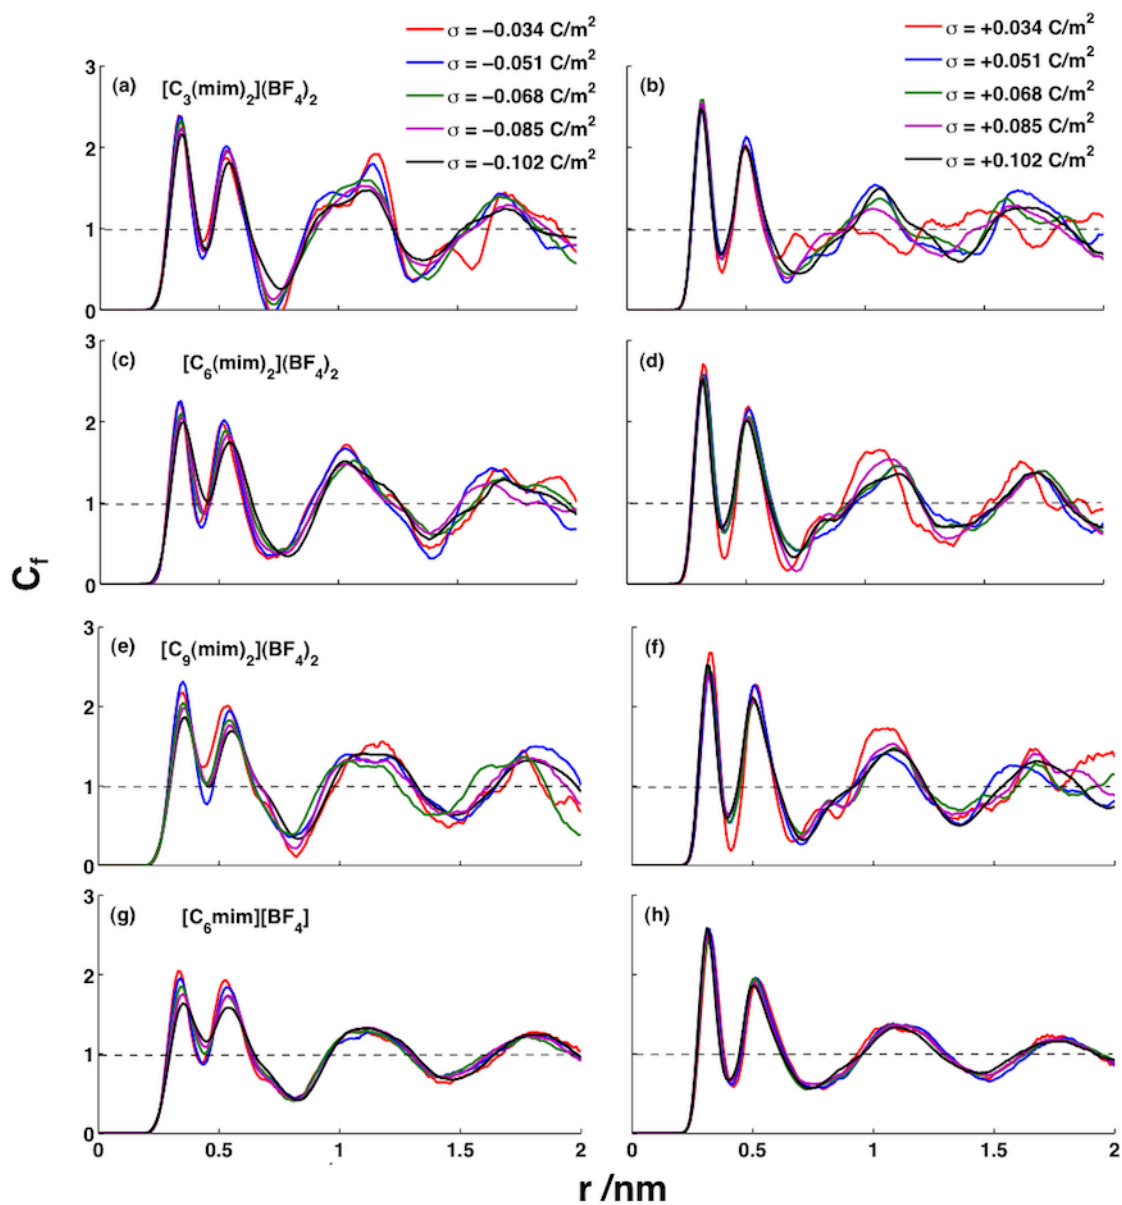 σ = −0.034 C/m²
σ = −0.051 C/m²
σ = −0.068 C/m²
σ = −0.085 C/m²
σ = −0.102 C/m²
σ = +0.034 C/m²
σ = +0.051 C/m²
σ = +0.068 C/m²
σ = +0.085 C/m²
σ = +0.102 C/m²
(a) [C₃(mim)₂](BF₄)₂
3
2
1
0
(b)
(c) [C₆(mim)₂](BF₄)₂
3
2
1
0
(d)
C_f
(e) [C₉(mim)₂](BF₄)₂
3
2
1
0
(f)
(g) [C₆mim][BF₄]
3
2
1
0
(h)
0 0.5 1 1.5 2
0 0.5 1 1.5 2
r /nm